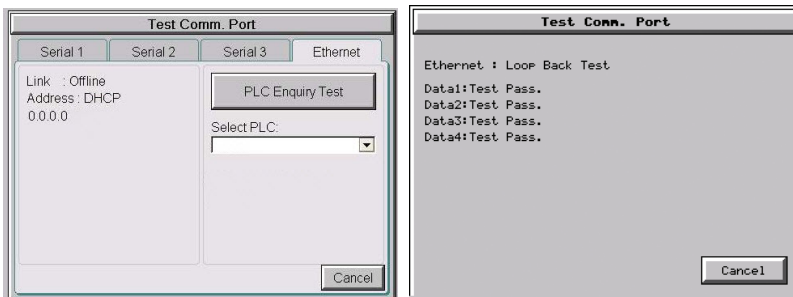 Test Comm. Port
Serial 1 Serial 2 Serial 3 Ethernet
Link : Offline
Address : DHCP
0.0.0.0
PLC Enquiry Test
Select PLC:
Cancel
Test Comm. Port
Ethernet : Loop Back Test
Data1:Test Pass.
Data2:Test Pass.
Data3:Test Pass.
Data4:Test Pass.
Cancel